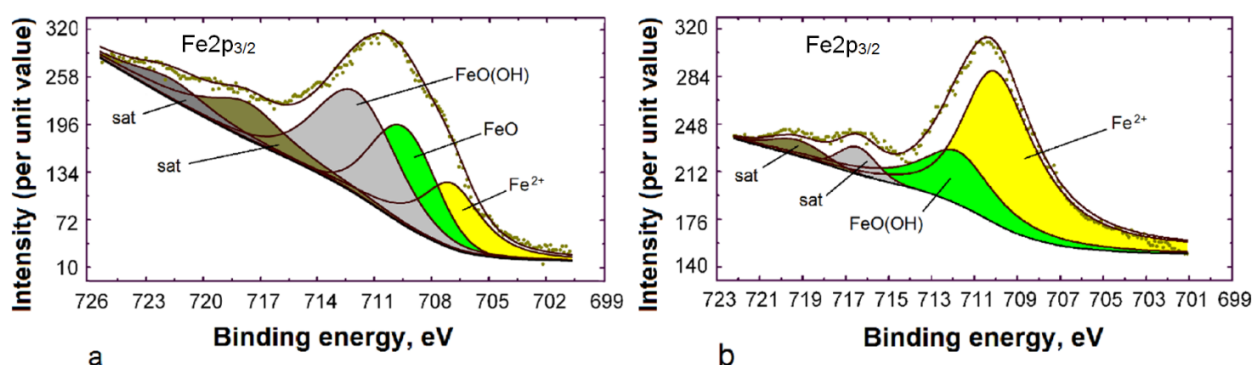 a
Fe2p3/2
FeO(OH)
FeO
Fe2+
sat
sat
Intensity (per unit value)
320
258
196
134
72
10
726 723 720 717 714 711 708 705 702 699
Binding energy, eV
a
b
Fe2p3/2
Fe2+
FeO(OH)
sat
sat
Intensity (per unit value)
320
284
248
212
176
140
723 721 719 717 715 713 711 709 707 705 703 701 699
Binding energy, eV
b